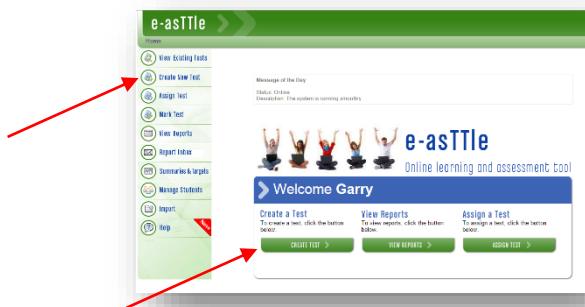 e-asTTle
Home
View Existing Tests
Create New Test
Assign Test
Mark Test
View Reports
Report Inbox
Summaries & Targets
Manage Students
Import
Help
Message of the Day
Status: Online
Description: The system is running smoothly
e-asTTle
Online learning and assessment tool
Welcome Garry
Create a Test
To create a test, click the button
below.
CREATE TEST
View Reports
To view reports, click the button
below.
VIEW REPORTS
Assign a Test
To assign a test, click the button
below.
ASSIGN TEST